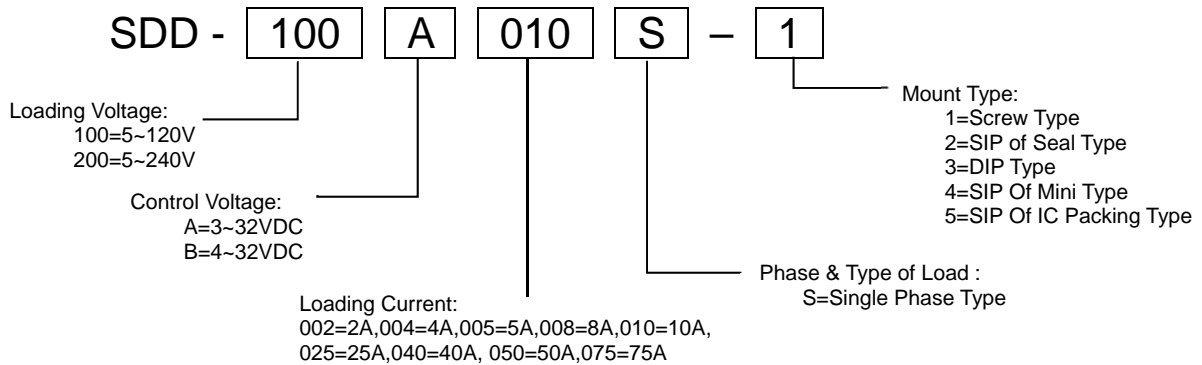 SDD - 100 A 010 S – 1
Loading Voltage:
100=5~120V
200=5~240V
Control Voltage:
A=3~32VDC
B=4~32VDC
Loading Current:
002=2A,004=4A,005=5A,008=8A,010=10A,
025=25A,040=40A, 050=50A,075=75A
Phase & Type of Load :
S=Single Phase Type
Mount Type:
1=Screw Type
2=SIP of Seal Type
3=DIP Type
4=SIP Of Mini Type
5=SIP Of IC Packing Type